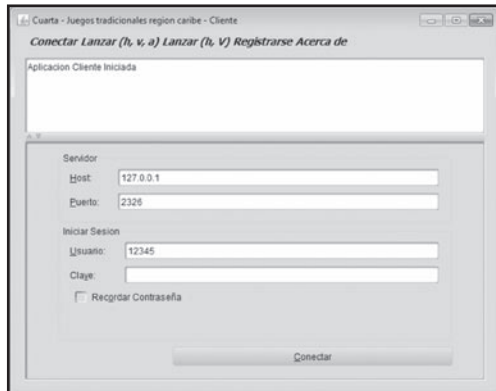 Cuarta - Juegos tradicionales region caribe - Cliente
Conectar Lanzar (h, v, a) Lanzar (h, V) Registrarse Acerca de
Aplicacion Cliente Iniciada
Servidor
Host: 127.0.0.1
Puerto: 2326
Iniciar Sesion
Usuario: 12345
Clave:
Recordar Contraseña
Conectar